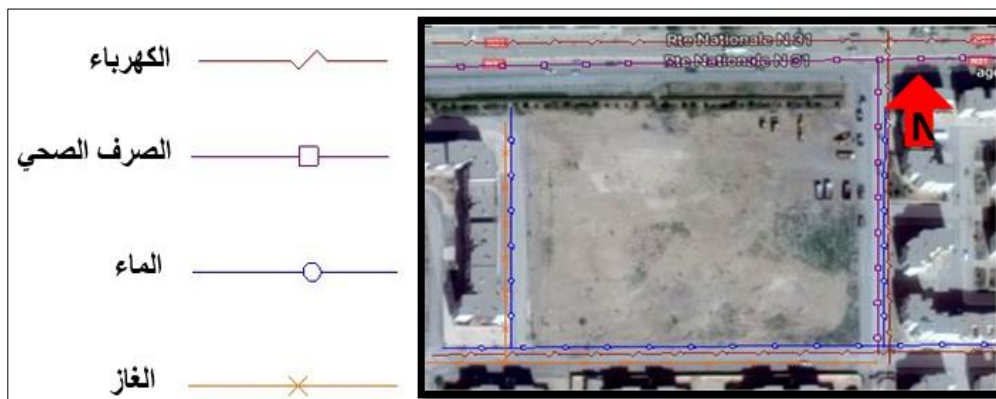 الكهرباء
الصرف الصحي
الماء
الغاز
Rte Nationale N 31
Rte Nationale N 31
N